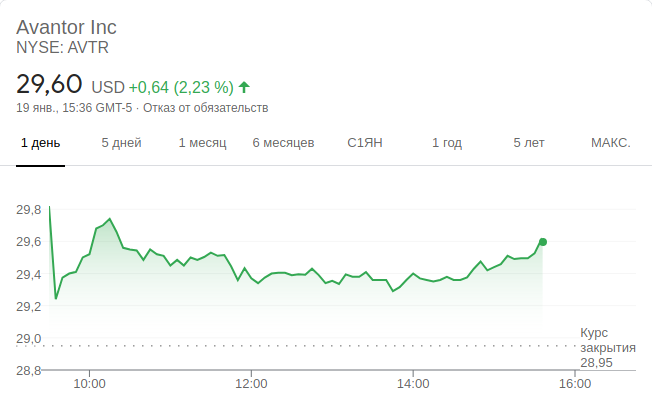 Avantor Inc
NYSE: AVTR
29,60 USD +0,64 (2,23 %)
19 янв., 15:36 GMT-5 · Отказ от обязательств
1 день 5 дней 1 месяц 6 месяцев С1ЯН 1 год 5 лет МАКС.
29,8
29,6
29,4
29,2
29,0
28,8
Курс
закрытия
28,95
10:00 12:00 14:00 16:00